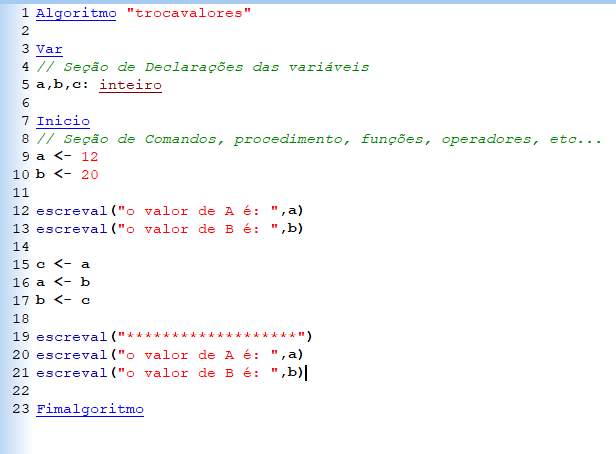 1 Algoritmo "trocavalores"
2
3 Var
4 // Seção de Declarações das variáveis
5 a,b,c: inteiro
6
7 Inicio
8 // Seção de Comandos, procedimento, funções, operadores, etc...
9 a <- 12
10 b <- 20
11
12 escreval("o valor de A é: ",a)
13 escreval("o valor de B é: ",b)
14
15 c <- a
16 a <- b
17 b <- c
18
19 escreval("*******************")
20 escreval("o valor de A é: ",a)
21 escreval("o valor de B é: ",b)
22
23 Fimalgoritmo